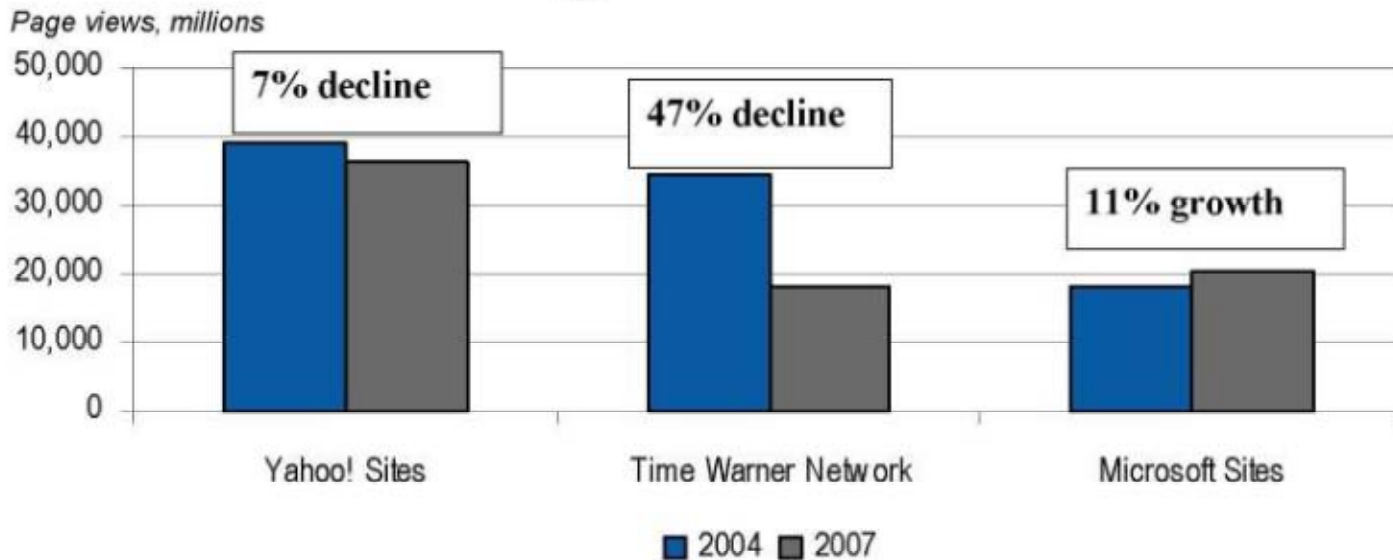 Page views, millions
50,000
40,000
30,000
20,000
10,000
0
7% decline
47% decline
11% growth
Yahoo! Sites
Time Warner Network
Microsoft Sites
2004 2007